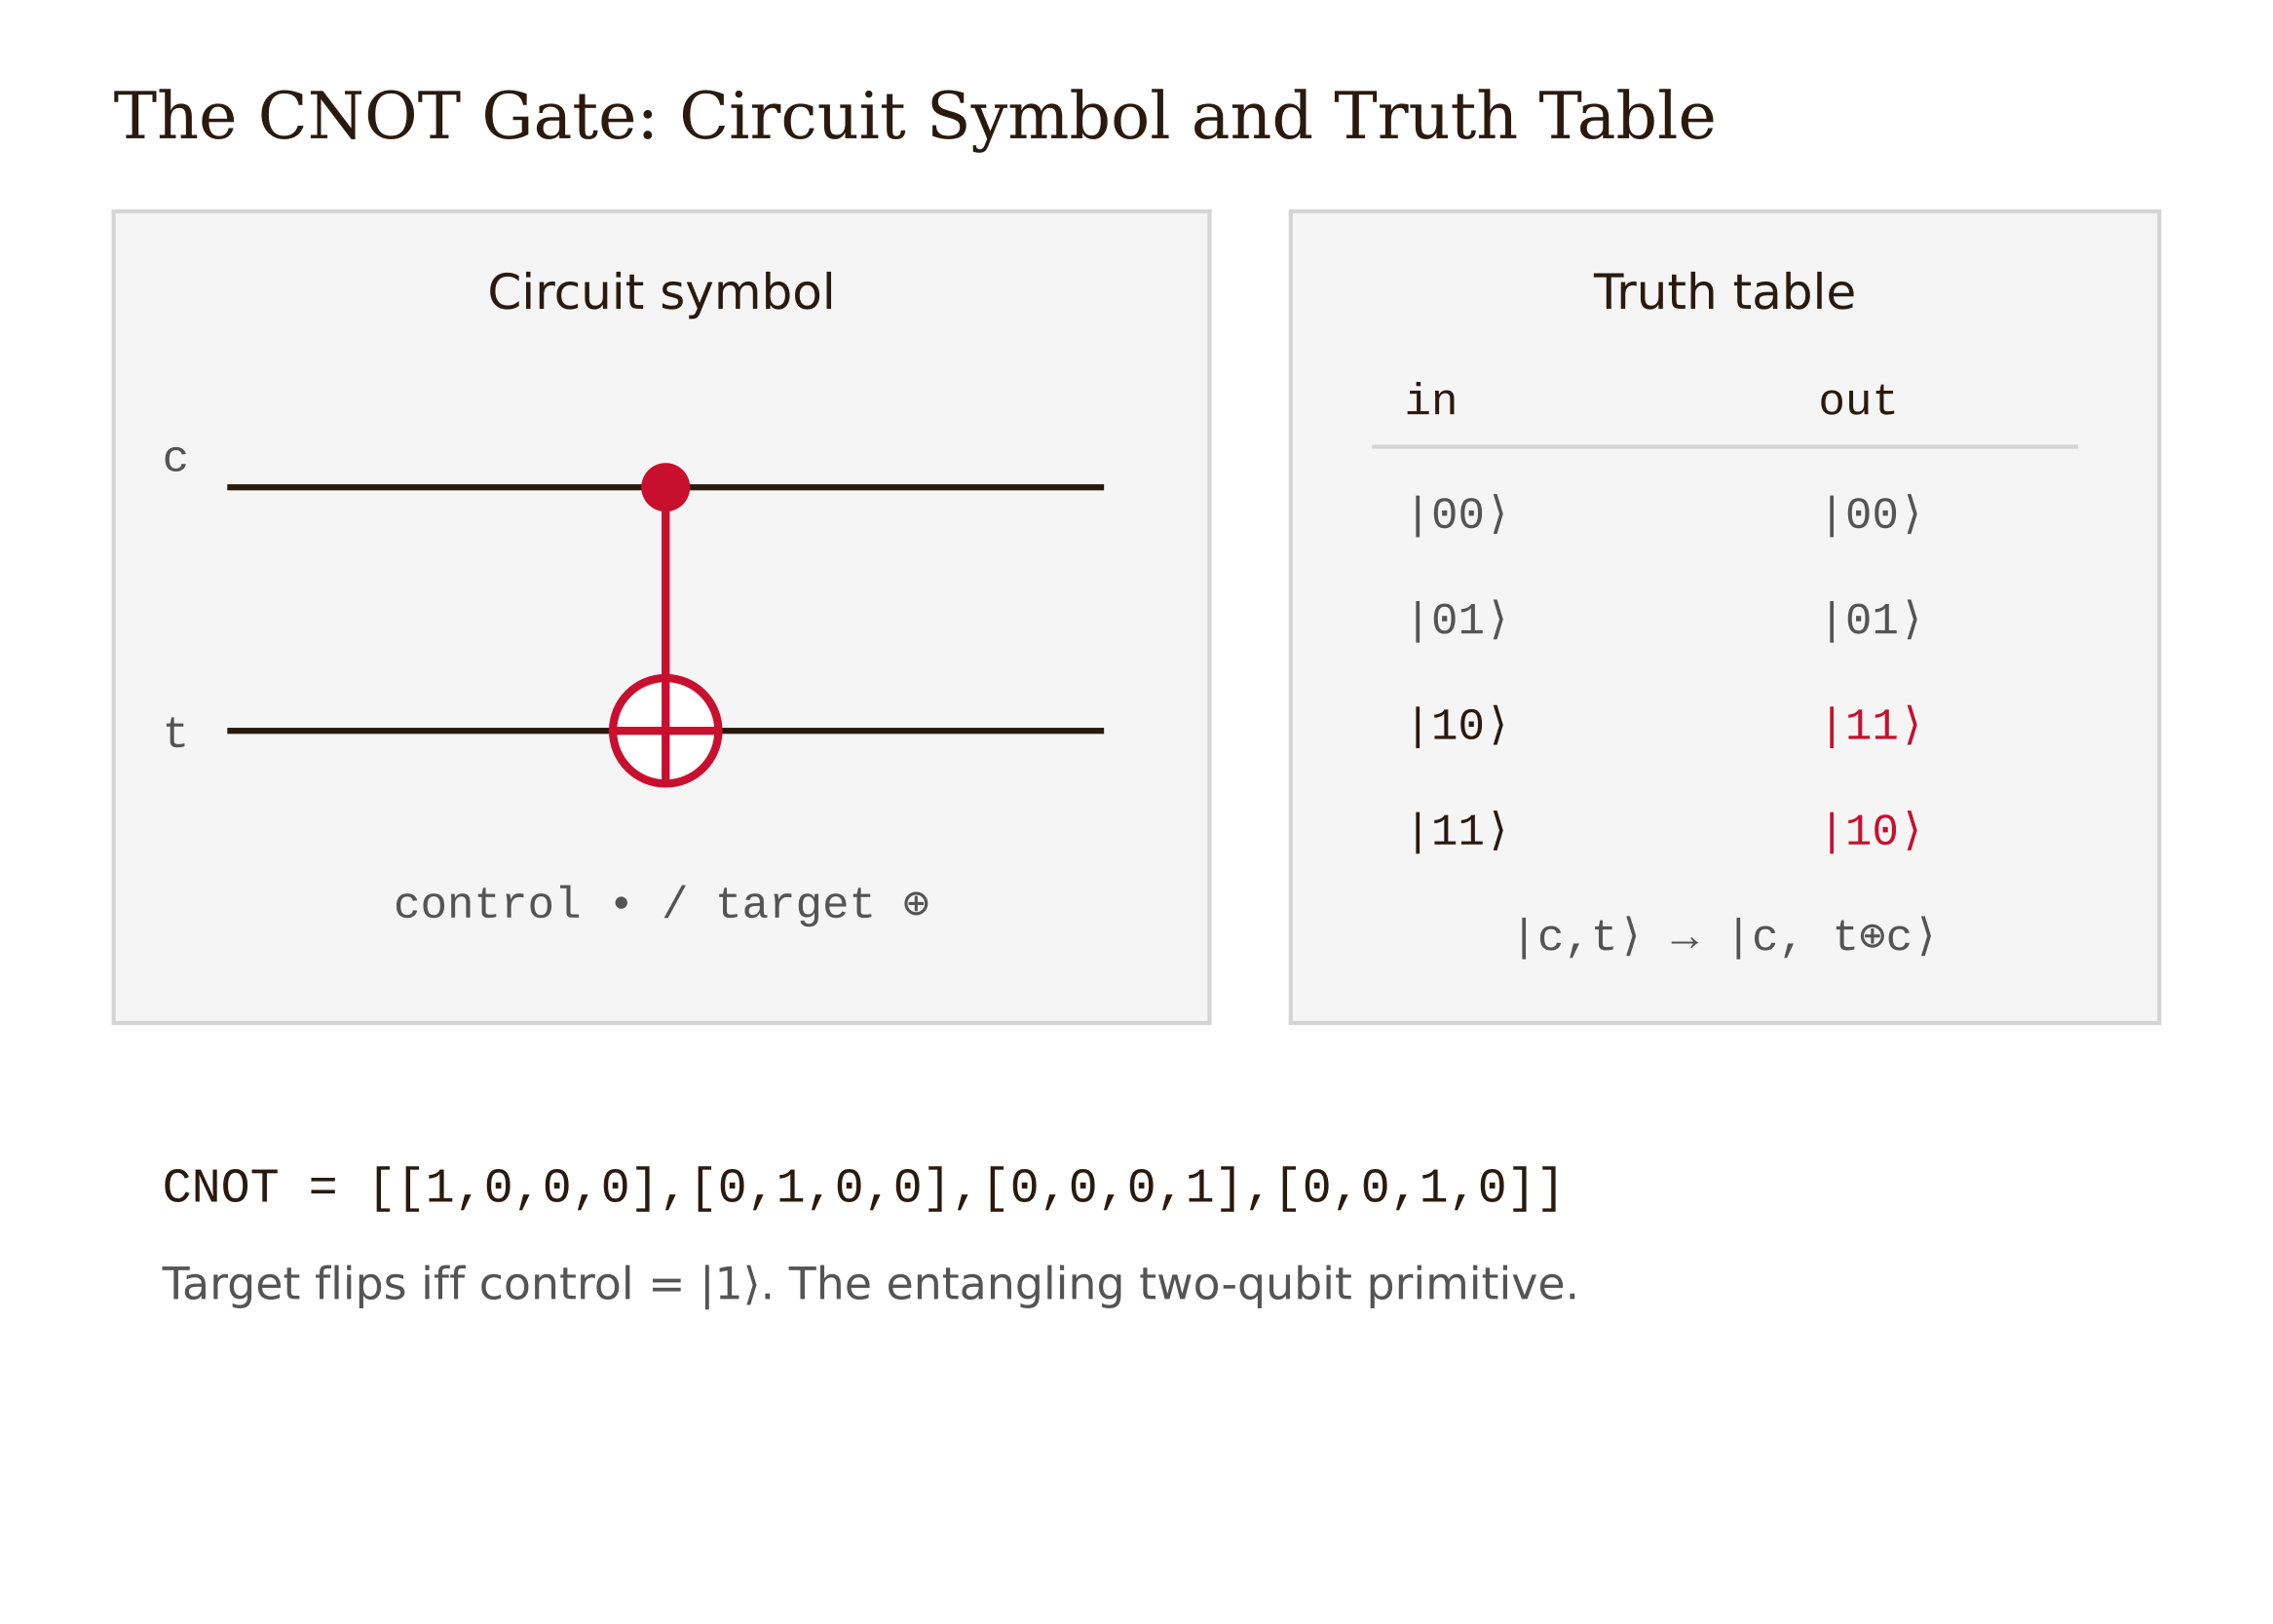 The CNOT Gate: Circuit Symbol and Truth Table
Circuit symbol
c
t
control • / target ⊕
Truth table
in out
|00⟩ |00⟩
|01⟩ |01⟩
|10⟩ |11⟩
|11⟩ |10⟩
|c,t⟩ → |c, t⊕c⟩
CNOT = [[1,0,0,0],[0,1,0,0],[0,0,0,1],[0,0,1,0]]
Target flips iff control = |1⟩. The entangling two-qubit primitive.